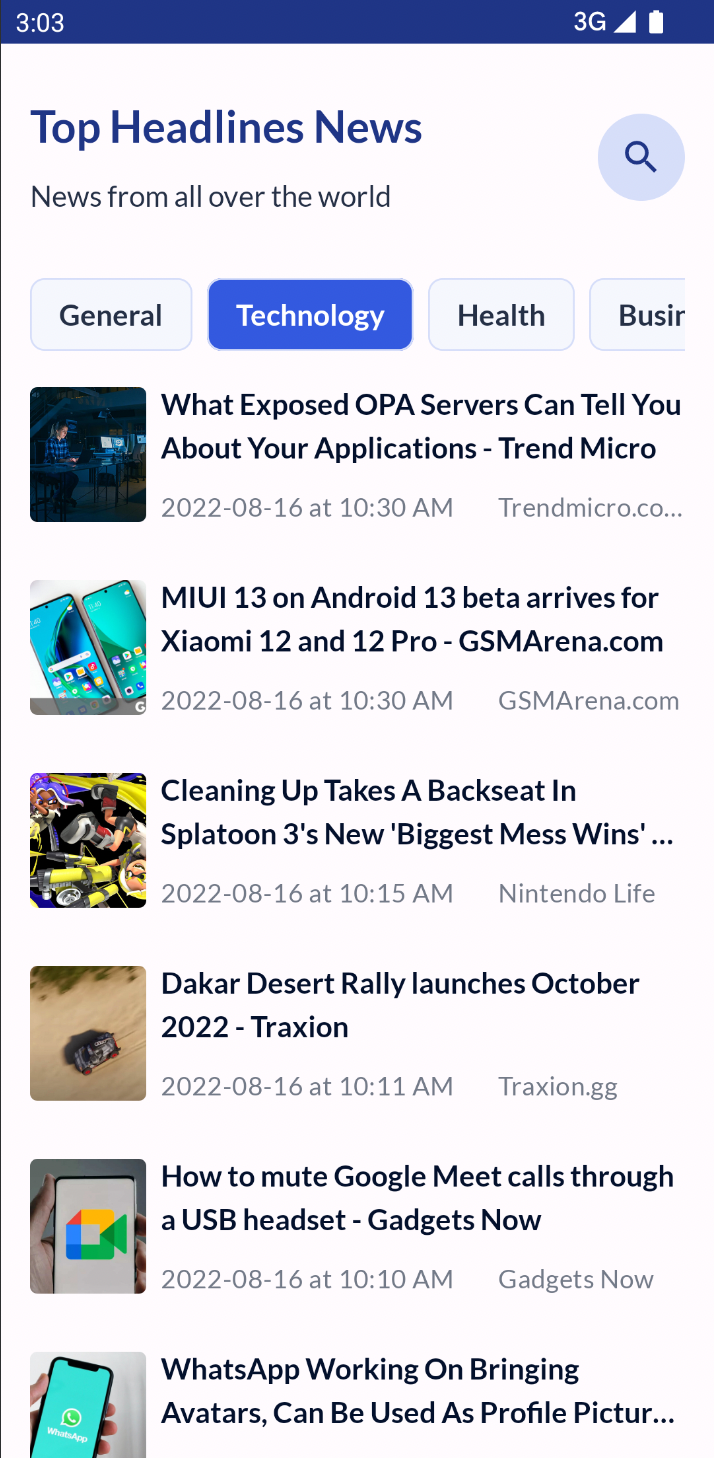 3:03 3G
Top Headlines News
News from all over the world
General Technology Health Busin
What Exposed OPA Servers Can Tell You
About Your Applications - Trend Micro
2022-08-16 at 10:30 AM Trendmicro.co...
MIUI 13 on Android 13 beta arrives for
Xiaomi 12 and 12 Pro - GSMArena.com
2022-08-16 at 10:30 AM GSMArena.com
Cleaning Up Takes A Backseat In
Splatoon 3's New 'Biggest Mess Wins' ...
2022-08-16 at 10:15 AM Nintendo Life
Dakar Desert Rally launches October
2022 - Traxion
2022-08-16 at 10:11 AM Traxion.gg
How to mute Google Meet calls through
a USB headset - Gadgets Now
2022-08-16 at 10:10 AM Gadgets Now
WhatsApp Working On Bringing
Avatars, Can Be Used As Profile Pictur...
WhatsApp